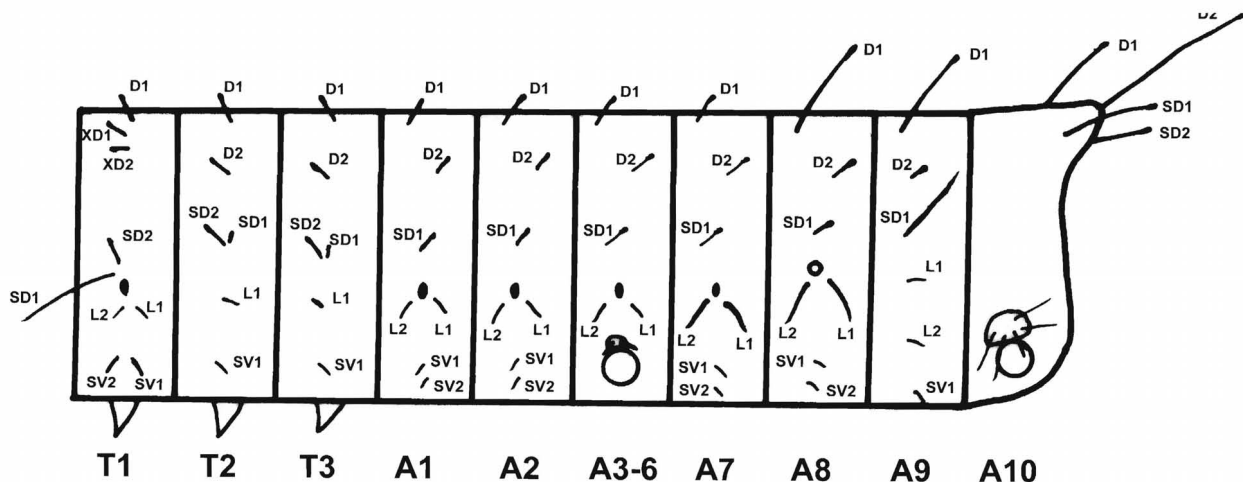 D2
D1 D1
D1 SD1
D1 D1 D1 D1 D1 D1 D1
XD1 SD2
XD2 D2 D2 D2 D2 D2 D2 D2 D2
SD2 SD1 SD2 SD1 SD1 SD1 SD1 SD1 SD1 SD1
SD2
L1
SD1 L2 L1 L1 L1 L2 L1 L2 L1 L2 L1 L2 L1 L2 L1 L2
SV2 SV1 SV1 SV1 SV1 SV1 SV1 SV1 SV1
SV2 SV2 SV2 SV2
T1 T2 T3 A1 A2 A3-6 A7 A8 A9 A10